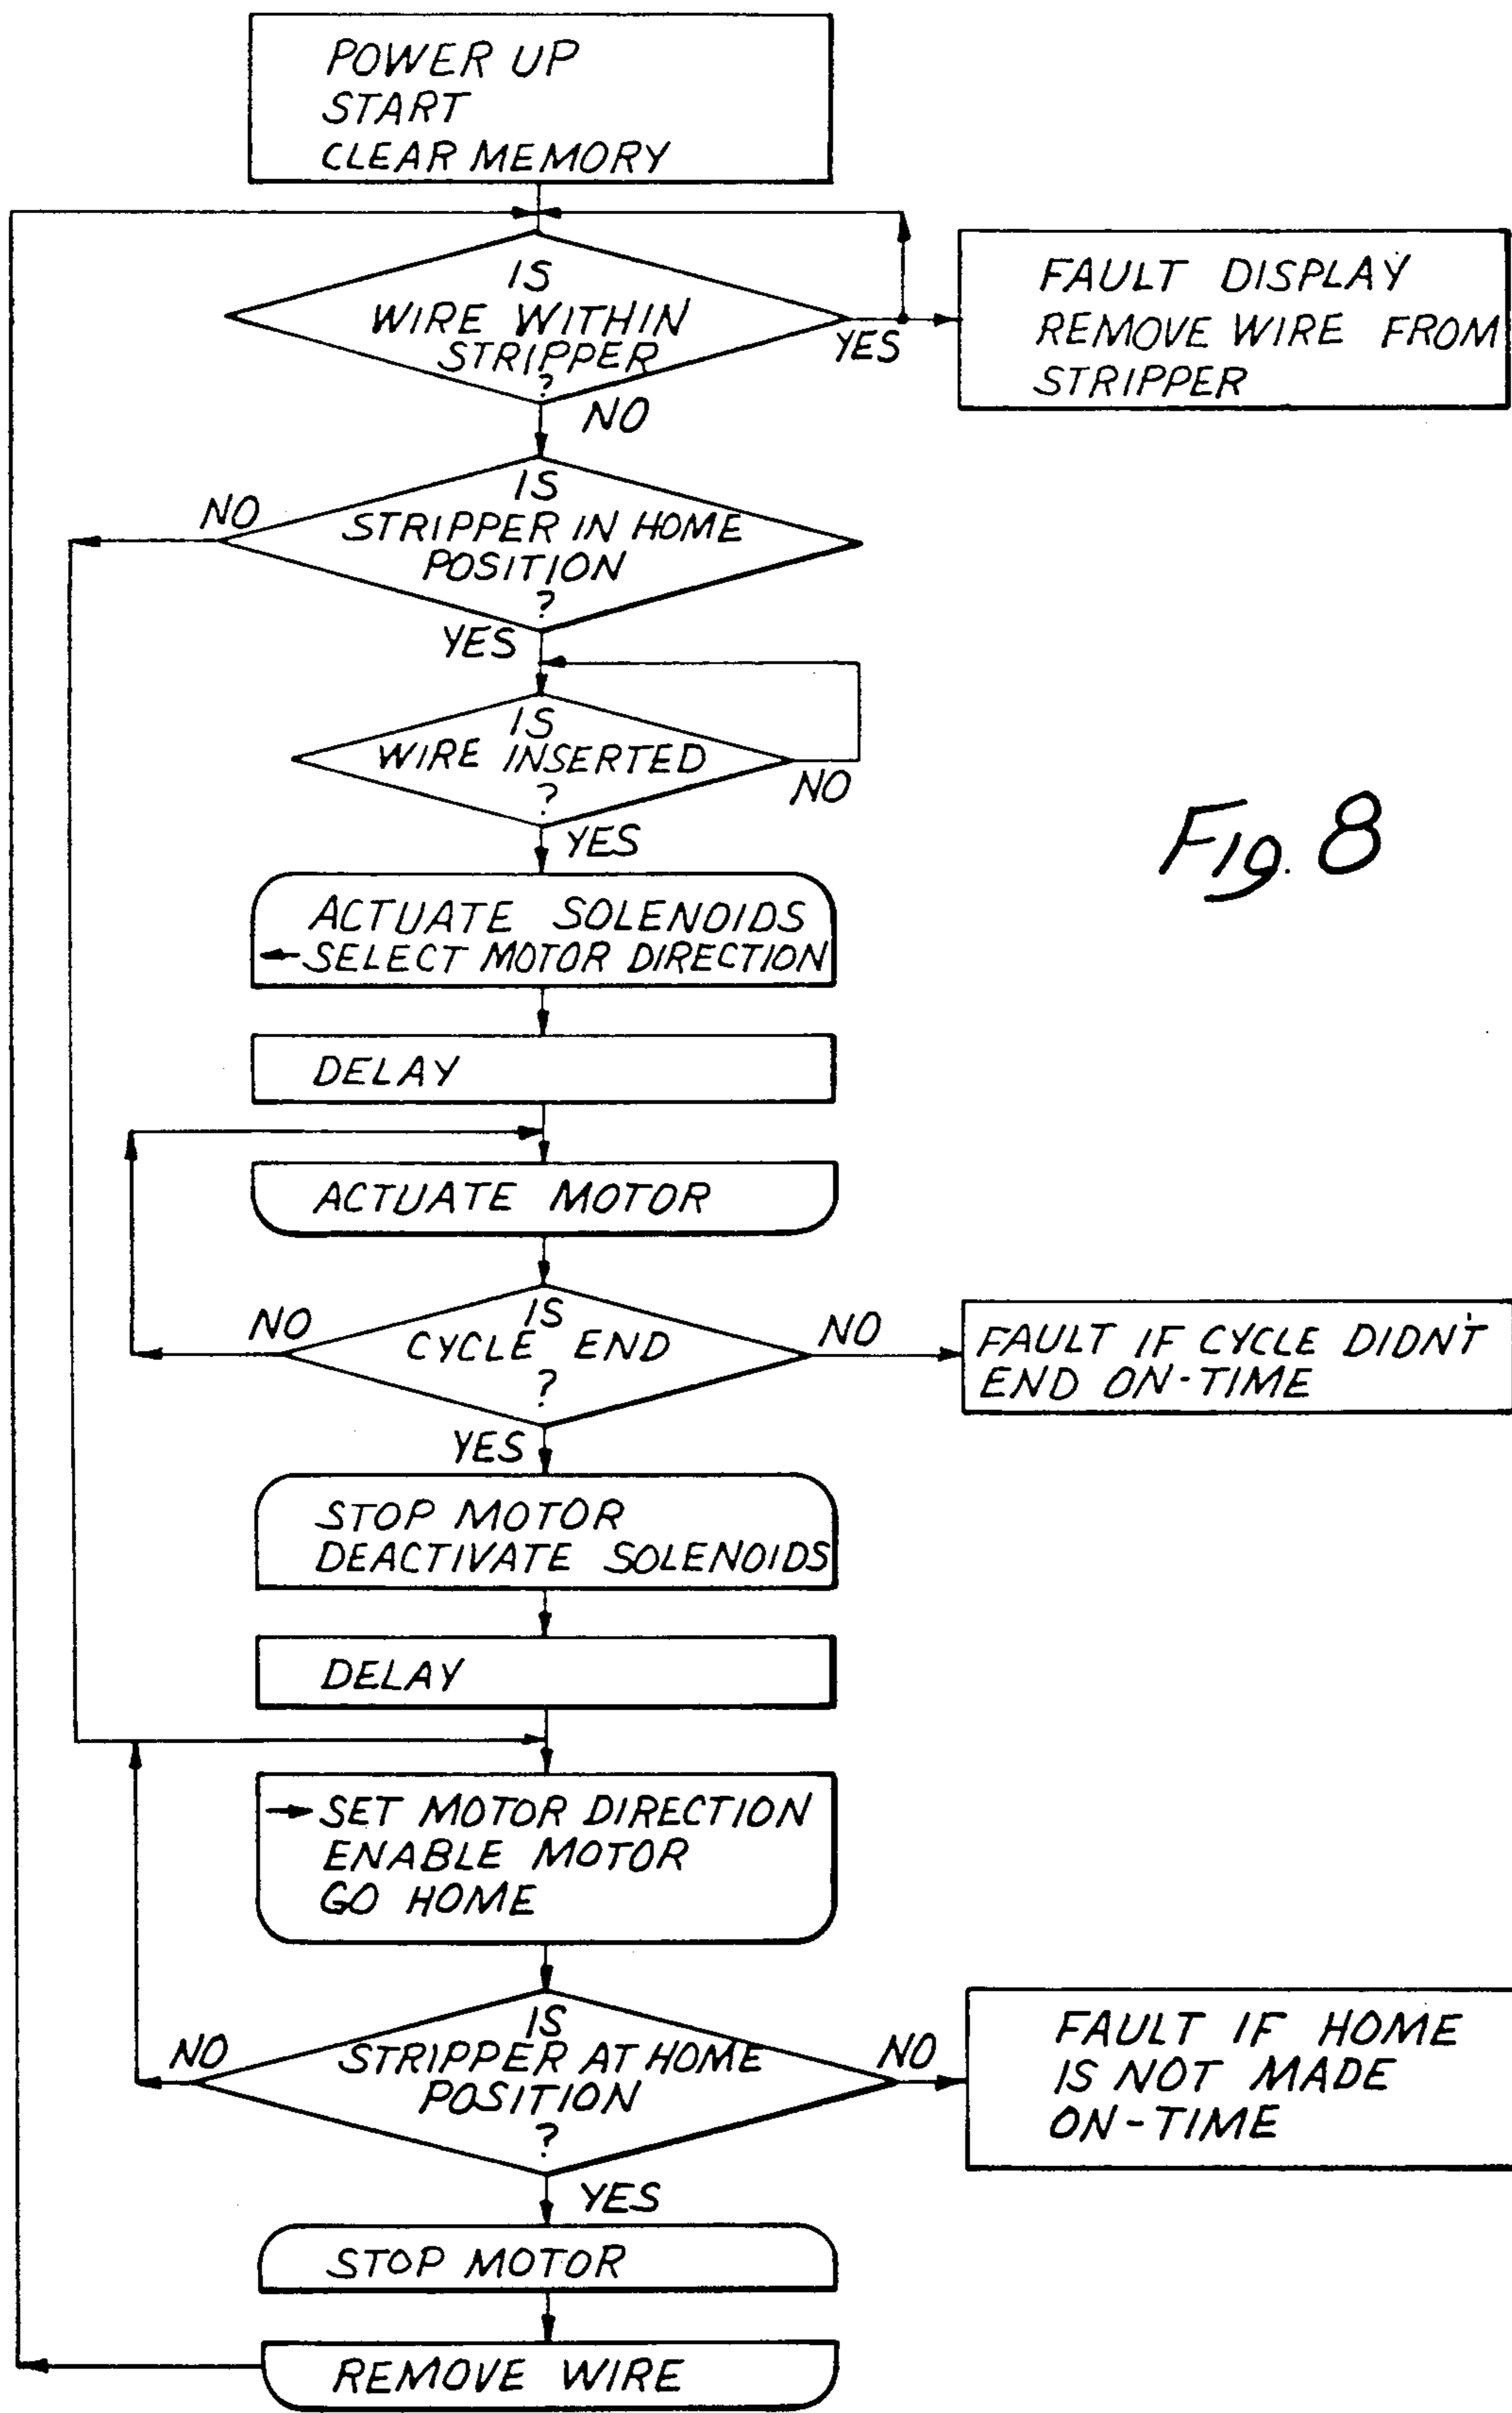 POWER UP
START
CLEAR MEMORY
IS
WIRE WITHIN
STRIPPER
?
YES
FAULT DISPLAY
REMOVE WIRE FROM
STRIPPER
NO
IS
STRIPPER IN HOME
POSITION
?
NO
YES
IS
WIRE INSERTED
?
NO
YES
Fig. 8
ACTUATE SOLENOIDS
←SELECT MOTOR DIRECTION
DELAY
ACTUATE MOTOR
IS
CYCLE END
?
NO
NO
FAULT IF CYCLE DIDN'T
END ON-TIME
YES
STOP MOTOR
DEACTIVATE SOLENOIDS
DELAY
→SET MOTOR DIRECTION
ENABLE MOTOR
GO HOME
IS
STRIPPER AT HOME
POSITION
?
NO
NO
FAULT IF HOME
IS NOT MADE
ON-TIME
YES
STOP MOTOR
REMOVE WIRE